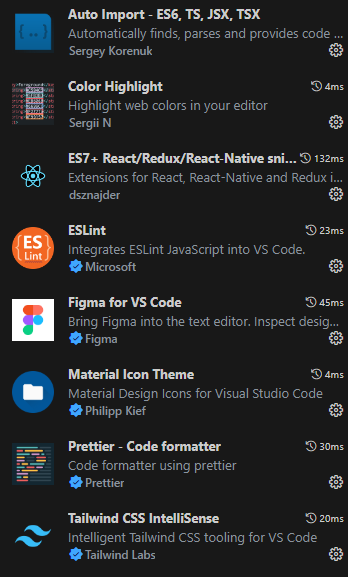 {..}
Auto Import - ES6, TS, JSX, TSX
Automatically finds, parses and provides code ...
Sergey Korenuk
Color Highlight 4ms
Highlight web colors in your editor
Sergii N
ES7+ React/Redux/React-Native sni... 132ms
Extensions for React, React-Native and Redux i...
dsznajder
ES
Lint
ESLint 23ms
Integrates ESLint JavaScript into VS Code.
Microsoft
Figma for VS Code 45ms
Bring Figma into the text editor. Inspect desig...
Figma
Material Icon Theme 4ms
Material Design Icons for Visual Studio Code
Philipp Kief
Prettier - Code formatter 30ms
Code formatter using prettier
Prettier
Tailwind CSS IntelliSense 20ms
Intelligent Tailwind CSS tooling for VS Code
Tailwind Labs